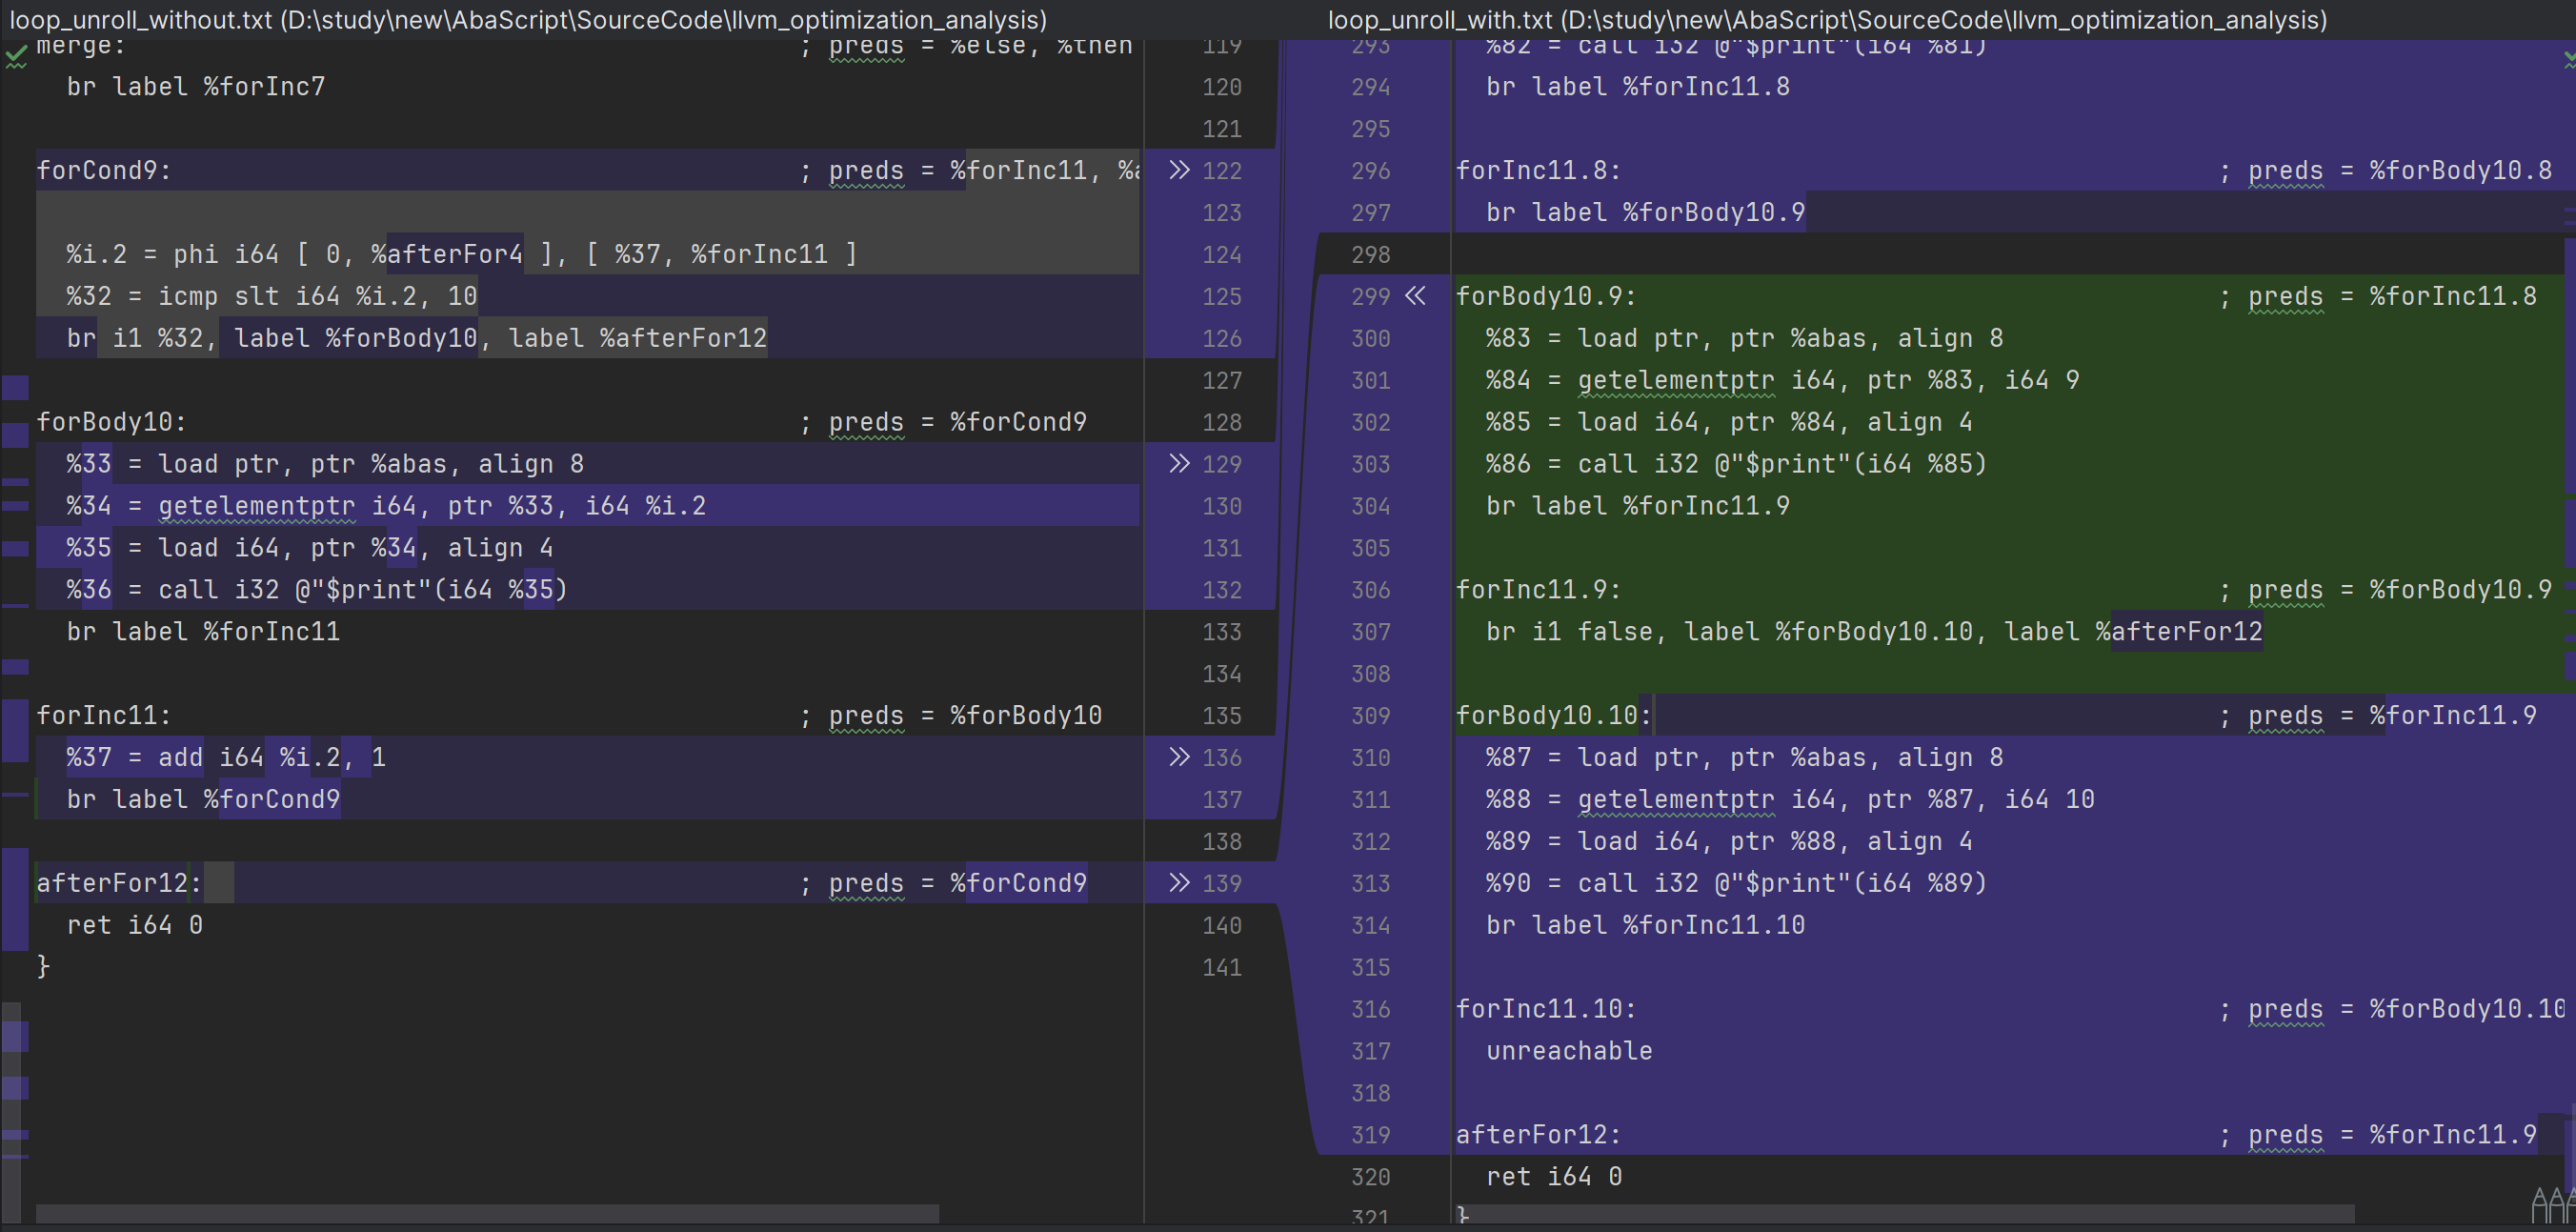 loop_unroll_without.txt (D:\study\new\AbaScript\SourceCode\llvm_optimization_analysis)
merge: ; preds = %else, %then 119
br label %forInc7 120
121
forCond9: ; preds = %forInc11, % 122
123
%i.2 = phi i64 [ 0, %afterFor4 ], [ %37, %forInc11 ] 124
%32 = icmp slt i64 %i.2, 10 125
br i1 %32, label %forBody10, label %afterFor12 126
127
forBody10: ; preds = %forCond9 128
%33 = load ptr, ptr %abas, align 8 129
%34 = getelementptr i64, ptr %33, i64 %i.2 130
%35 = load i64, ptr %34, align 4 131
%36 = call i32 @"$print"(i64 %35) 132
br label %forInc11 133
134
forInc11: ; preds = %forBody10 135
%37 = add i64 %i.2, 1 136
br label %forCond9 137
138
afterFor12: ; preds = %forCond9 139
ret i64 0 140
} 141
loop_unroll_with.txt (D:\study\new\AbaScript\SourceCode\llvm_optimization_analysis)
293 %82 = call i32 @"$print"(i64 %81)
294 br label %forInc11.8
295
296 forInc11.8: ; preds = %forBody10.8
297 br label %forBody10.9
298
299 forBody10.9: ; preds = %forInc11.8
300 %83 = load ptr, ptr %abas, align 8
301 %84 = getelementptr i64, ptr %83, i64 9
302 %85 = load i64, ptr %84, align 4
303 %86 = call i32 @"$print"(i64 %85)
304 br label %forInc11.9
305
306 forInc11.9: ; preds = %forBody10.9
307 br i1 false, label %forBody10.10, label %afterFor12
308
309 forBody10.10: ; preds = %forInc11.9
310 %87 = load ptr, ptr %abas, align 8
311 %88 = getelementptr i64, ptr %87, i64 10
312 %89 = load i64, ptr %88, align 4
313 %90 = call i32 @"$print"(i64 %89)
314 br label %forInc11.10
315
316 forInc11.10: ; preds = %forBody10.10
317 unreachable
318
319 afterFor12: ; preds = %forInc11.9
320 ret i64 0
321 }